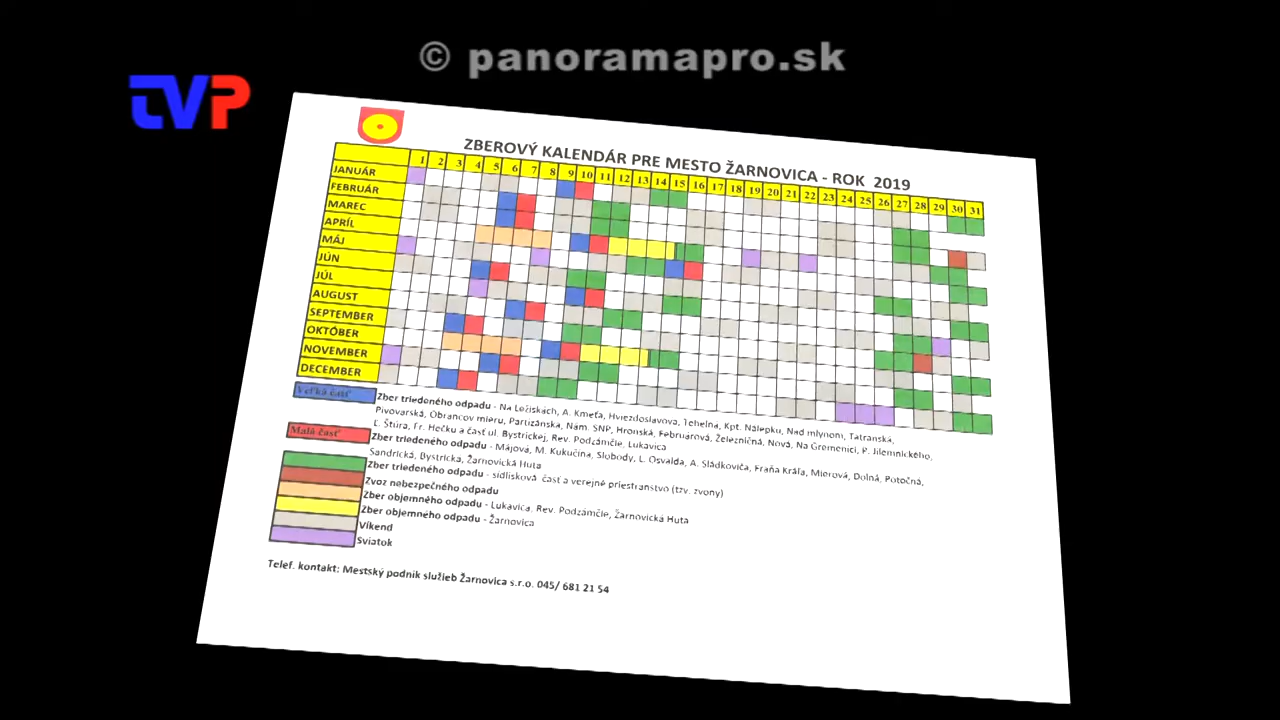 © panoramapro.sk
TVP
ZBEROVÝ KALENDÁR PRE MESTO ŽARNOVICA - ROK 2019
1 2 3 4 5 6 7 8 9 10 11 12 13 14 15 16 17 18 19 20 21 22 23 24 25 26 27 28 29 30 31
JANUÁR
FEBRUÁR
MAREC
APRÍL
MÁJ
JÚN
JÚL
AUGUST
SEPTEMBER
OKTÓBER
NOVEMBER
DECEMBER
Veľká časť
Zber triedeného odpadu - Na Ležiskách, A. Kmeťa, Hviezdoslavova, Tehelná, Kpt. Nálepku, Nad mlynom, Tatranská,
Pivovarská, Obrancov mieru, Partizánska, Nám. SNP, Hronská, Februárová, Železničná, Nová, Na Gremenici, P. Jilemnického,
Ľ. Štúra, Fr. Hečku a časť ul. Bystrickej, Rev. Podzámčie, Lukavica
Malá časť
Zber triedeného odpadu - Májová, M. Kukučína, Slobody, L. Osvalda, A. Sládkoviča, Fraňa Kráľa, Mierová, Dolná, Potočná,
Sandrická, Bystrická, Žarnovická Huta
Zber triedeného odpadu - sídlisková časť a verejné priestranstvo (tzv. zvony)
Zvoz nebezpečného odpadu
Zber objemného odpadu - Lukavica, Rev. Podzámčie, Žarnovická Huta
Zber objemného odpadu - Žarnovica
Víkend
Sviatok
Telef. kontakt: Mestský podnik služieb Žarnovica s.r.o. 045/ 681 21 54